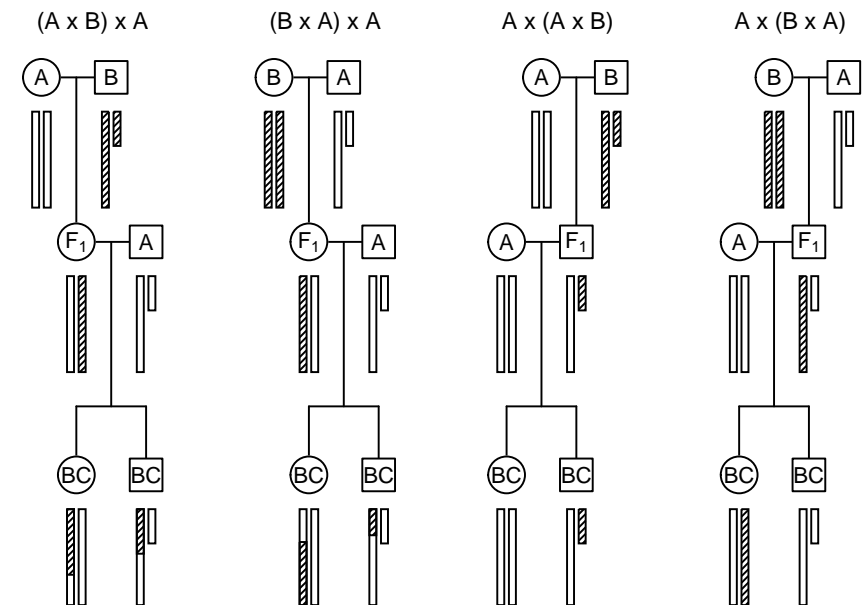 (A x B) x A (B x A) x A A x (A x B) A x (B x A)
A B B A A B B A
F₁ A F₁ A A F₁ A F₁
BC BC BC BC BC BC BC BC